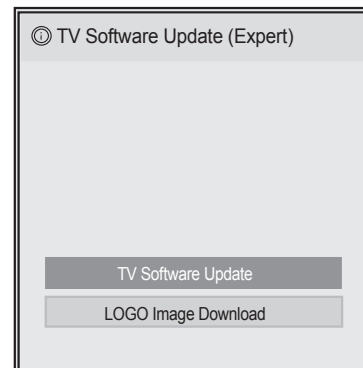 ⓘ TV Software Update (Expert)
TV Software Update
LOGO Image Download